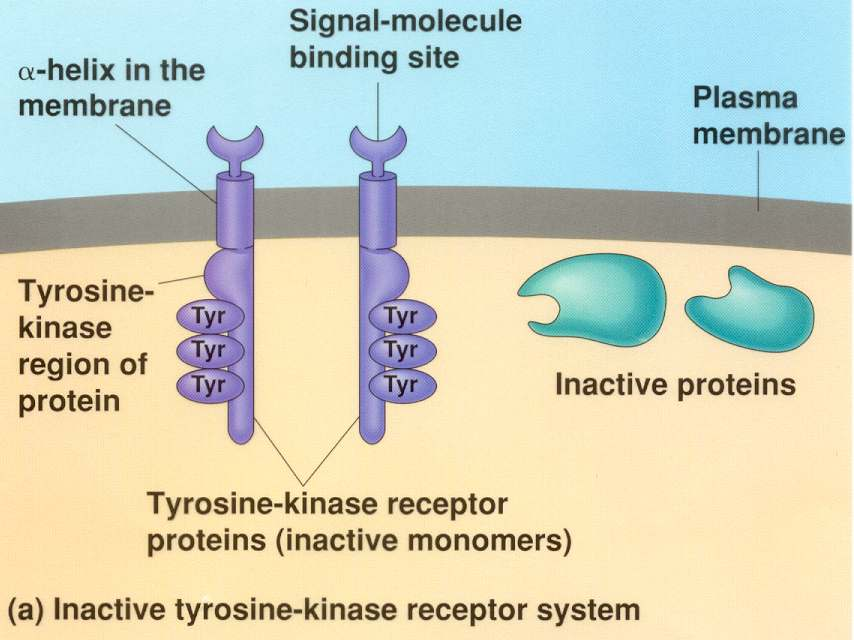 Signal-molecule
binding site
α-helix in the
membrane
Plasma
membrane
Tyrosine-
kinase
region of
protein
Tyr
Tyr
Tyr
Tyr
Tyr
Tyr
Inactive proteins
Tyrosine-kinase receptor
proteins (inactive monomers)
(a) Inactive tyrosine-kinase receptor system